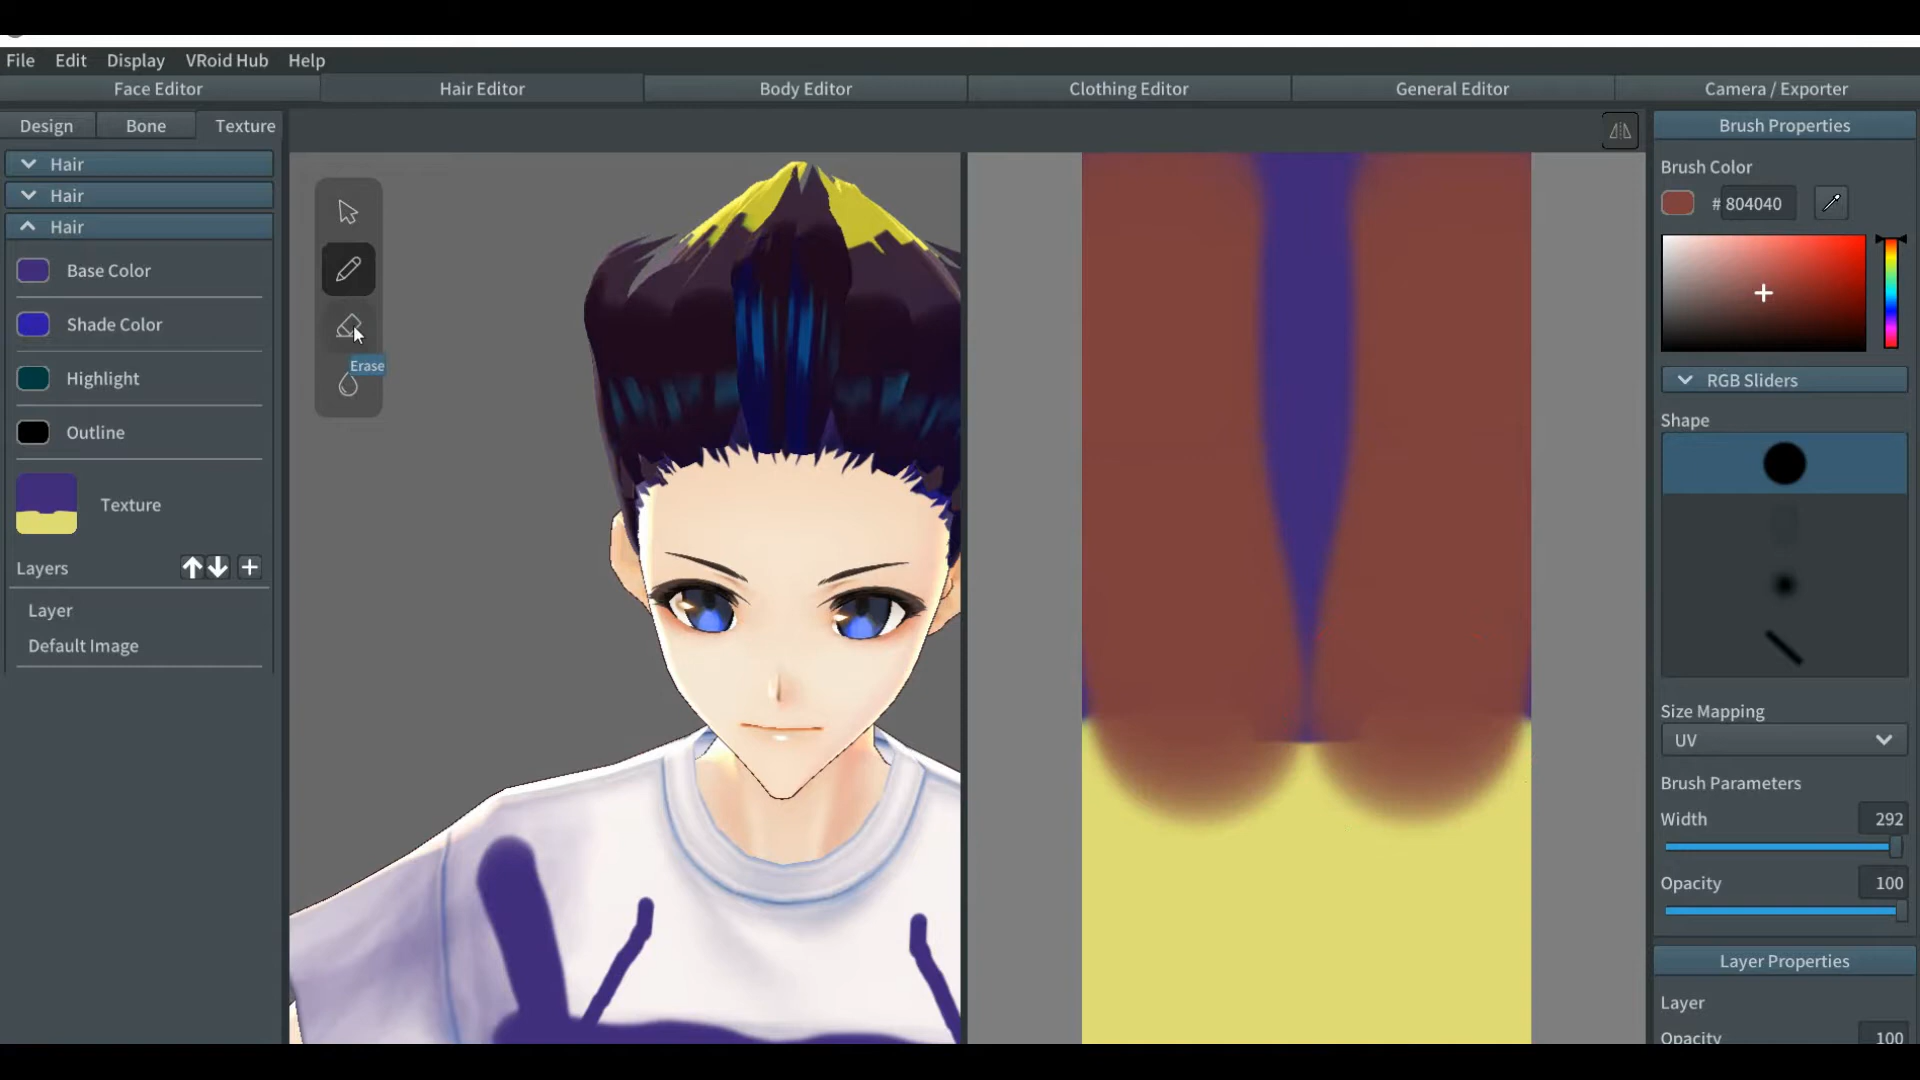 File Edit Display VRoid Hub Help
Face Editor Hair Editor Body Editor Clothing Editor General Editor Camera / Exporter
Design Bone Texture
Hair
Hair
Hair
Base Color
Shade Color
Highlight
Outline
Texture
Layers
Layer
Default Image
Erase
Brush Properties
Brush Color
# 804040
RGB Sliders
Shape
Size Mapping
UV
Brush Parameters
Width 292
Opacity 100
Layer Properties
Layer
Opacity 100